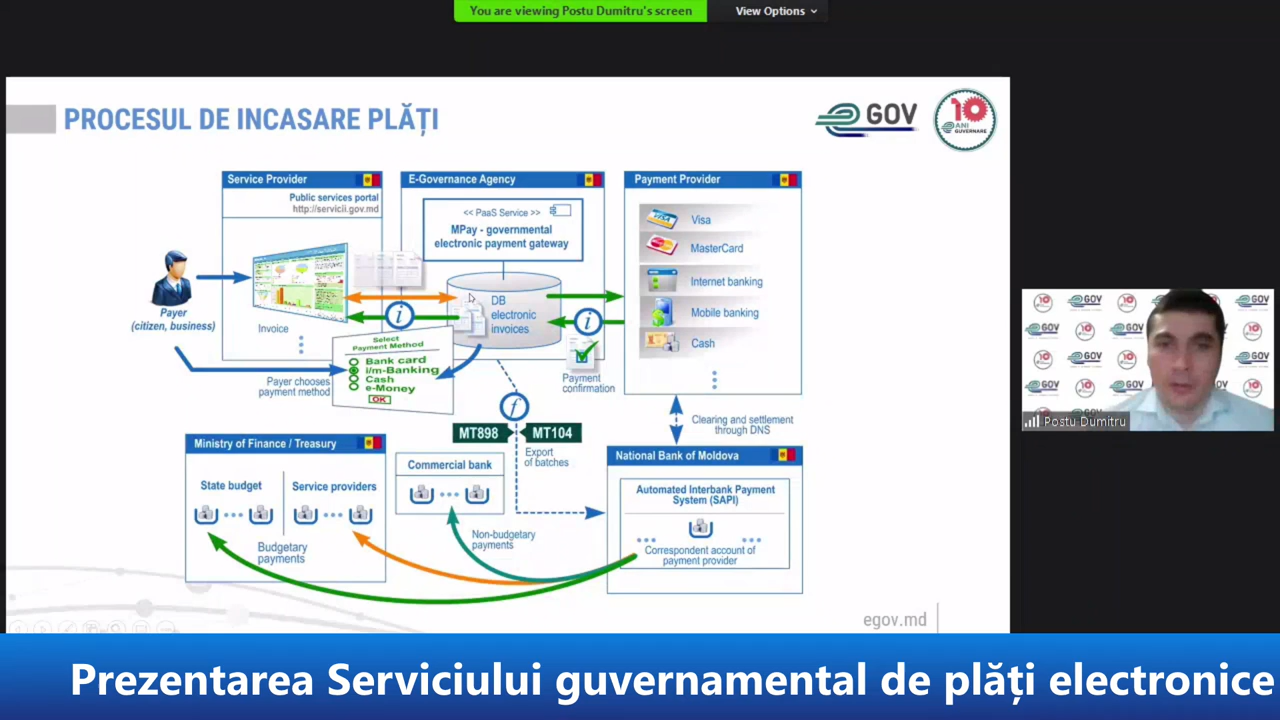 You are viewing Postu Dumitru's screen
View Options
PROCESUL DE INCASARE PLĂȚI
GOV
10
ANI
GUVERNARE
Service Provider
Public services portal
http://servicii.gov.md
Payer
(citizen, business)
Invoice
Payer chooses
payment method
Select
Payment Method
Bank card
i/m-Banking
Cash
e-Money
OK
E-Governance Agency
<< PaaS Service >>
MPay - governmental
electronic payment gateway
DB
electronic
invoices
i
i
Payment
confirmation
Payment Provider
Visa
MasterCard
Internet banking
Mobile banking
Cash
f
MT898
MT104
Export
of batches
Clearing and settlement
through DNS
Ministry of Finance / Treasury
State budget
Service providers
Budgetary
payments
Commercial bank
Non-budgetary
payments
National Bank of Moldova
Automated Interbank Payment
System (SAPI)
Correspondent account of
payment provider
egov.md
Postu Dumitru
Prezentarea Serviciului guvernamental de plăți electronice